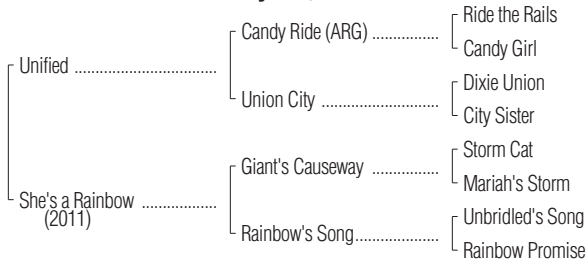 Ride the Rails
Candy Ride (ARG) ................
Candy Girl
Unified ..................................
Dixie Union
Union City ............................
City Sister
Storm Cat
Giant's Causeway ................
Mariah's Storm
She's a Rainbow ..................
(2011)
Unbridled's Song
Rainbow's Song....................
Rainbow Promise